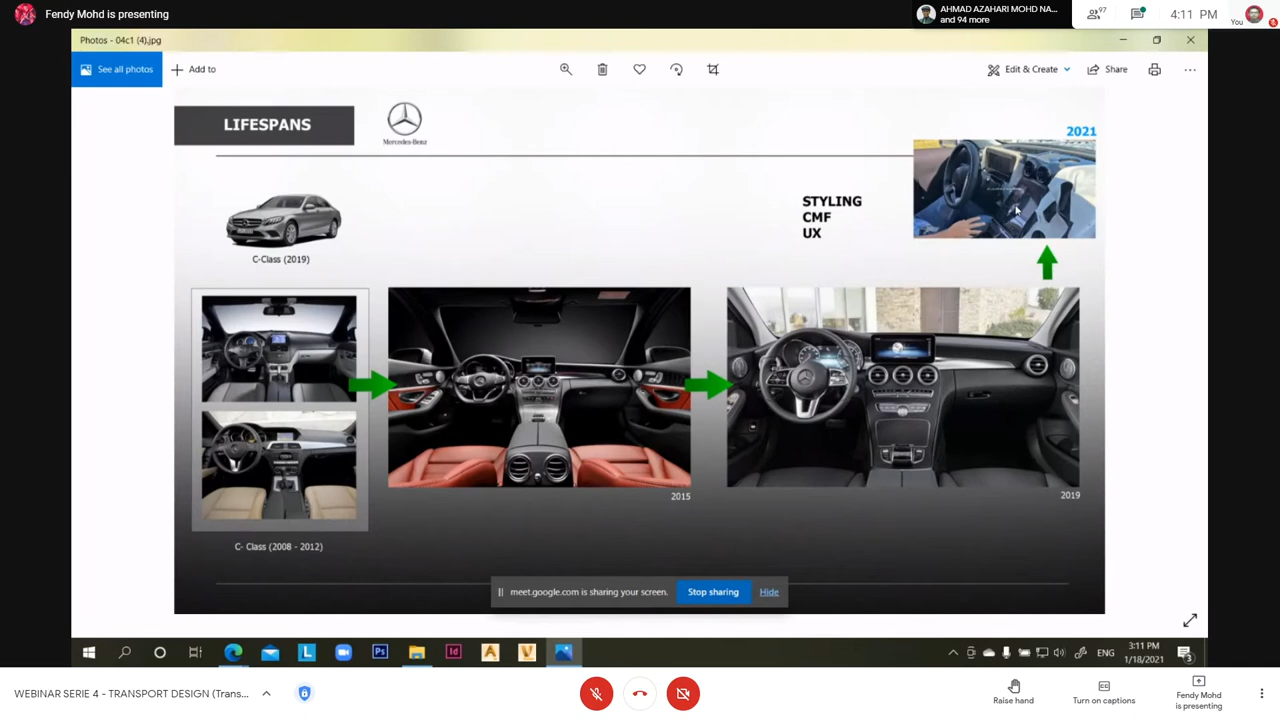 Fendy Mohd is presenting
AHMAD AZAHARI MOHD NA...
and 94 more
97
4:11 PM
You
Photos - 04c1 (4).jpg
See all photos
Add to
Edit & Create
Share
LIFESPANS
Mercedes-Benz
2021
STYLING
CMF
UX
C-Class (2019)
2015
2019
C- Class (2008 - 2012)
meet.google.com is sharing your screen.
Stop sharing
Hide
L
Ps
Id
A
V
ENG
3:11 PM
1/18/2021
3
WEBINAR SERIE 4 - TRANSPORT DESIGN (Trans...
Raise hand
Turn on captions
Fendy Mohd
is presenting